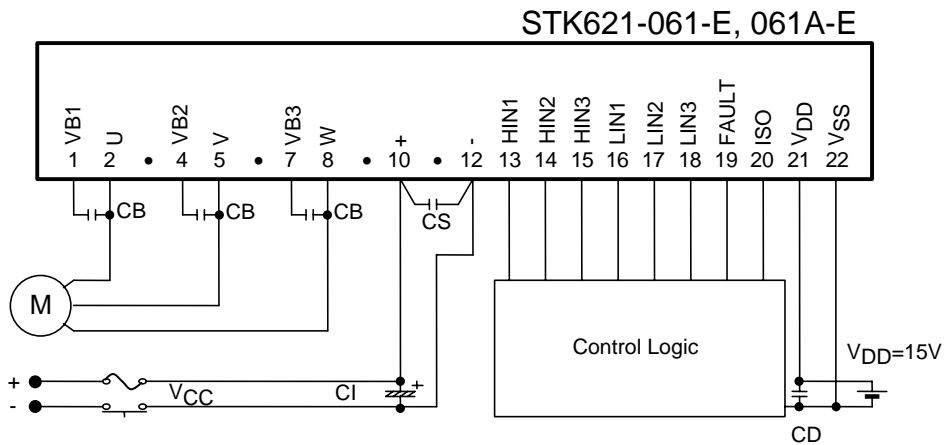 STK621-061-E, 061A-E
VB1 U VB2 V VB3 W + - HIN1 HIN2 HIN3 LIN1 LIN2 LIN3 FAULT ISO VDD VSS
1 2 • 4 5 • 7 8 • 10 • 12 13 14 15 16 17 18 19 20 21 22
CB CB CB CS
M
Control Logic
VDD=15V
+ VCC CI +
-
CD